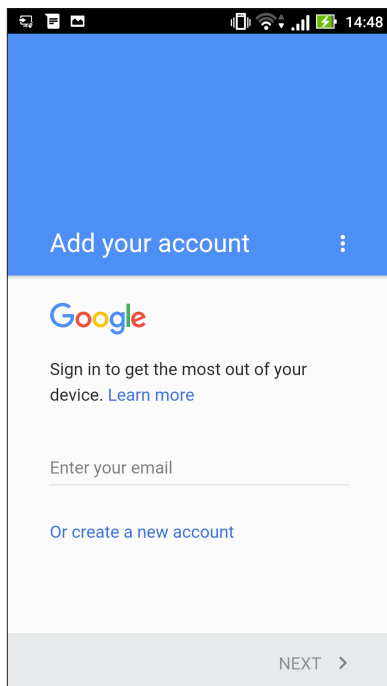 14:48
Add your account
Google
Sign in to get the most out of your
device. Learn more
Enter your email
Or create a new account
NEXT